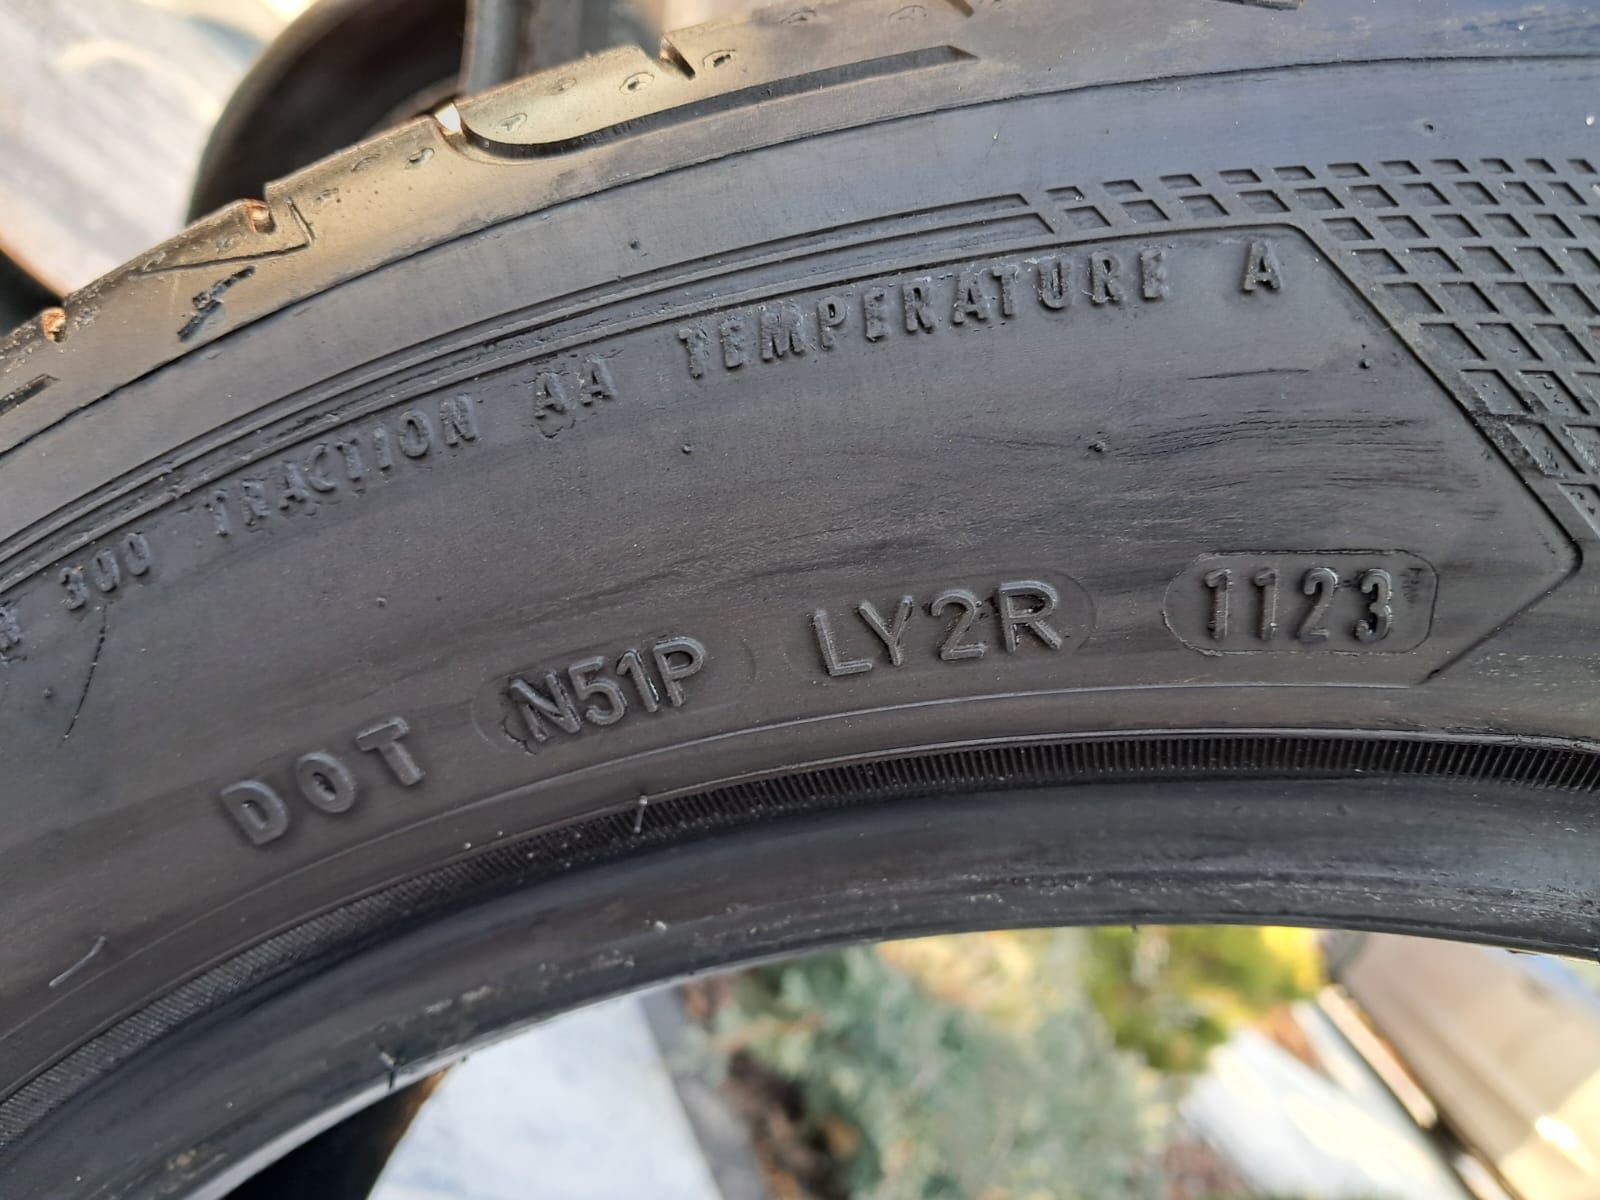 300 TRACTION AA TEMPERATURE A
DOT N51P LY2R 1123